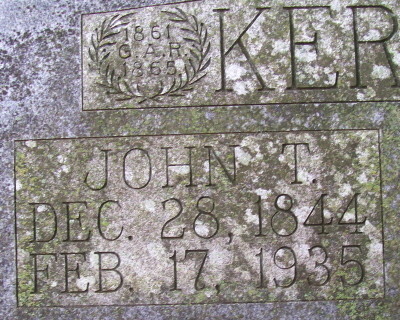 1861
G.A.R.
1865
KER
JOHN T.
DEC. 28, 1844
FEB. 17, 1935